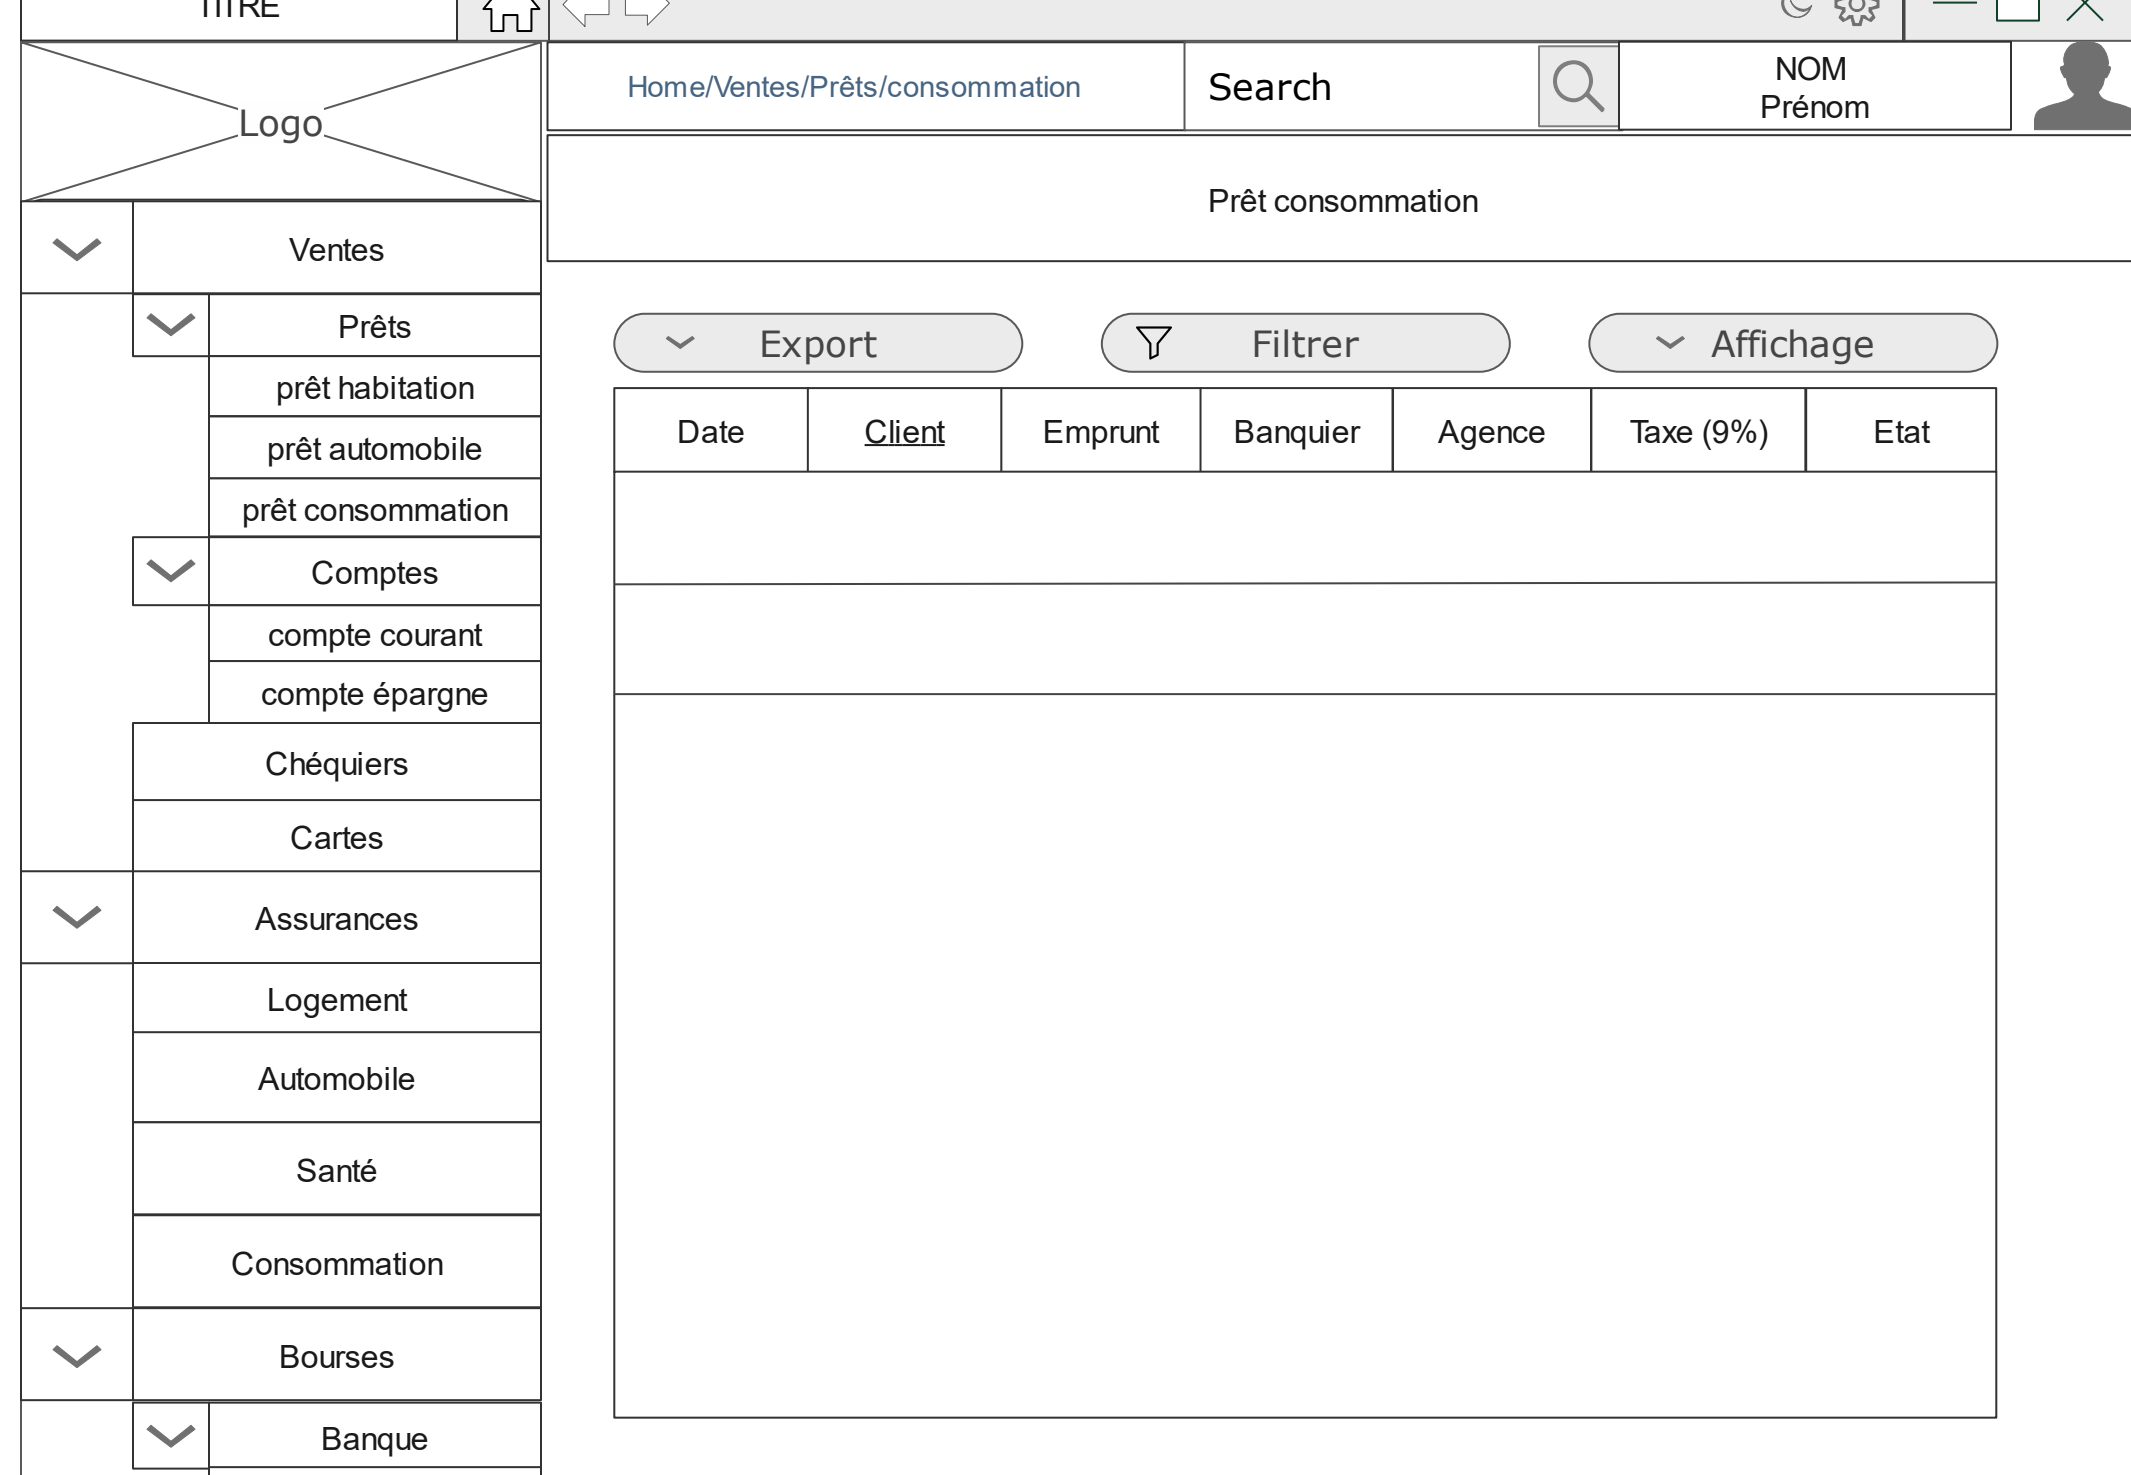 TITRE
Logo
Home/Ventes/Prêts/consommation
Search
NOM
Prénom
Prêt consommation
Ventes
Prêts
prêt habitation
prêt automobile
prêt consommation
Comptes
compte courant
compte épargne
Chéquiers
Cartes
Assurances
Logement
Automobile
Santé
Consommation
Bourses
Banque
Export
Filtrer
Affichage
Date Client Emprunt Banquier Agence Taxe (9%) Etat